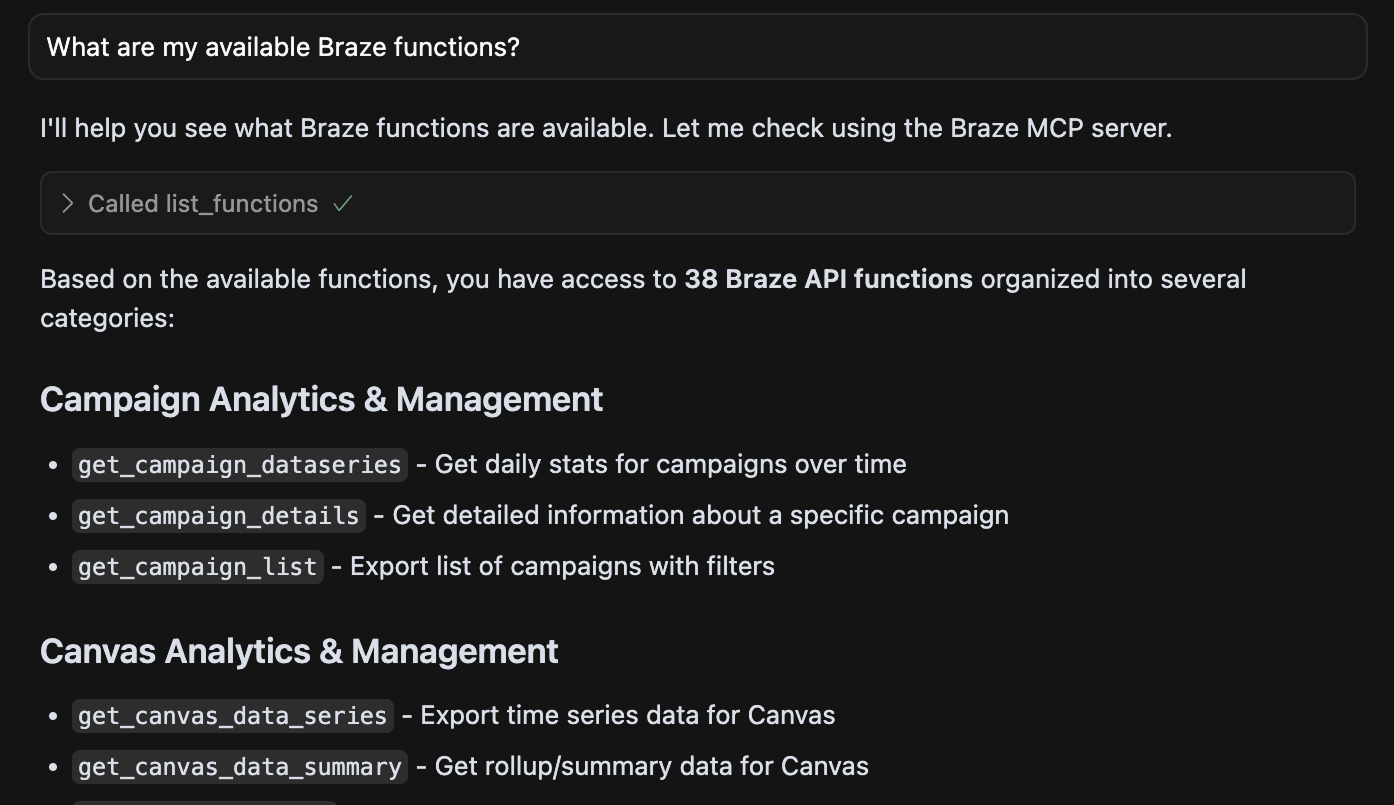 What are my available Braze functions?
I'll help you see what Braze functions are available. Let me check using the Braze MCP server.
Called list_functions
Based on the available functions, you have access to 38 Braze API functions organized into several
categories:
Campaign Analytics & Management
• get_campaign_dataseries - Get daily stats for campaigns over time
• get_campaign_details - Get detailed information about a specific campaign
• get_campaign_list - Export list of campaigns with filters
Canvas Analytics & Management
• get_canvas_data_series - Export time series data for Canvas
• get_canvas_data_summary - Get rollup/summary data for Canvas